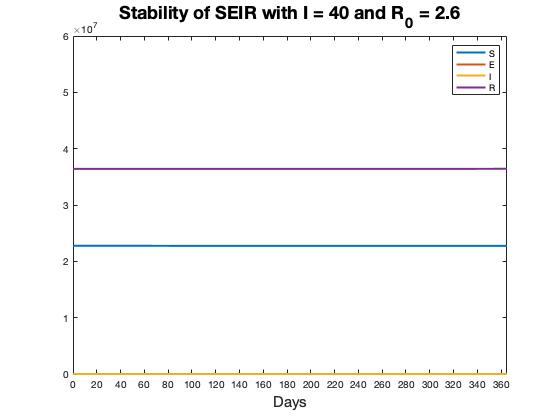 Stability of SEIR with I = 40 and R0 = 2.6
×10^7
6
5
4
3
2
1
0
S
E
I
R
0 20 40 60 80 100 120 140 160 180 200 220 240 260 280 300 320 340 360
Days